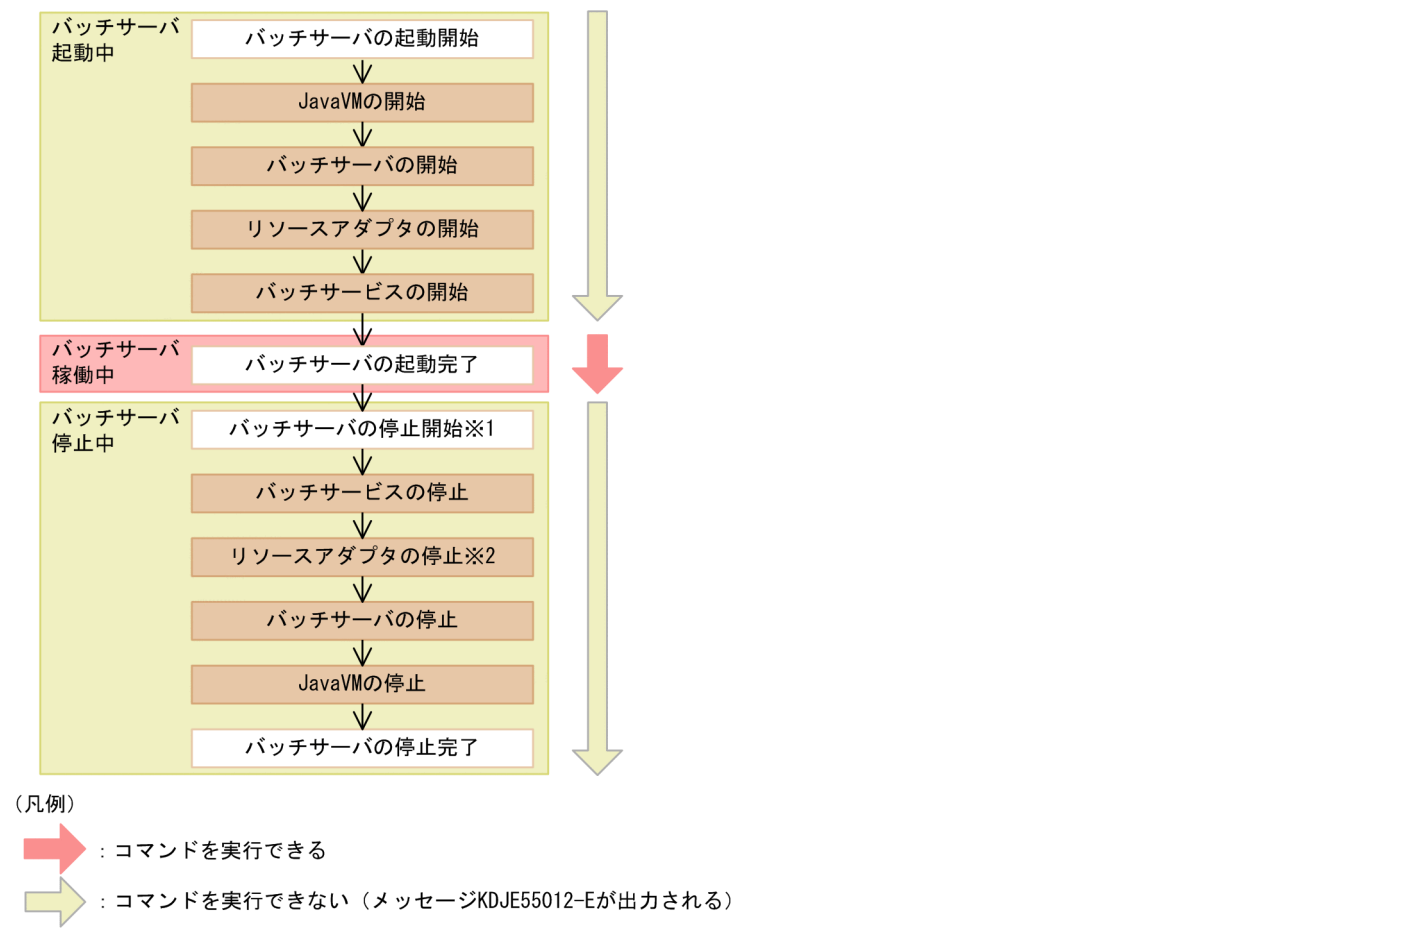 バッチサーバ
起動中
バッチサーバの起動開始
JavaVMの開始
バッチサーバの開始
リソースアダプタの開始
バッチサービスの開始
バッチサーバ
稼働中
バッチサーバの起動完了
バッチサーバ
停止中
バッチサーバの停止開始※1
バッチサービスの停止
リソースアダプタの停止※2
バッチサーバの停止
JavaVMの停止
バッチサーバの停止完了
（凡例）
：コマンドを実行できる
：コマンドを実行できない（メッセージKDJE55012-Eが出力される）